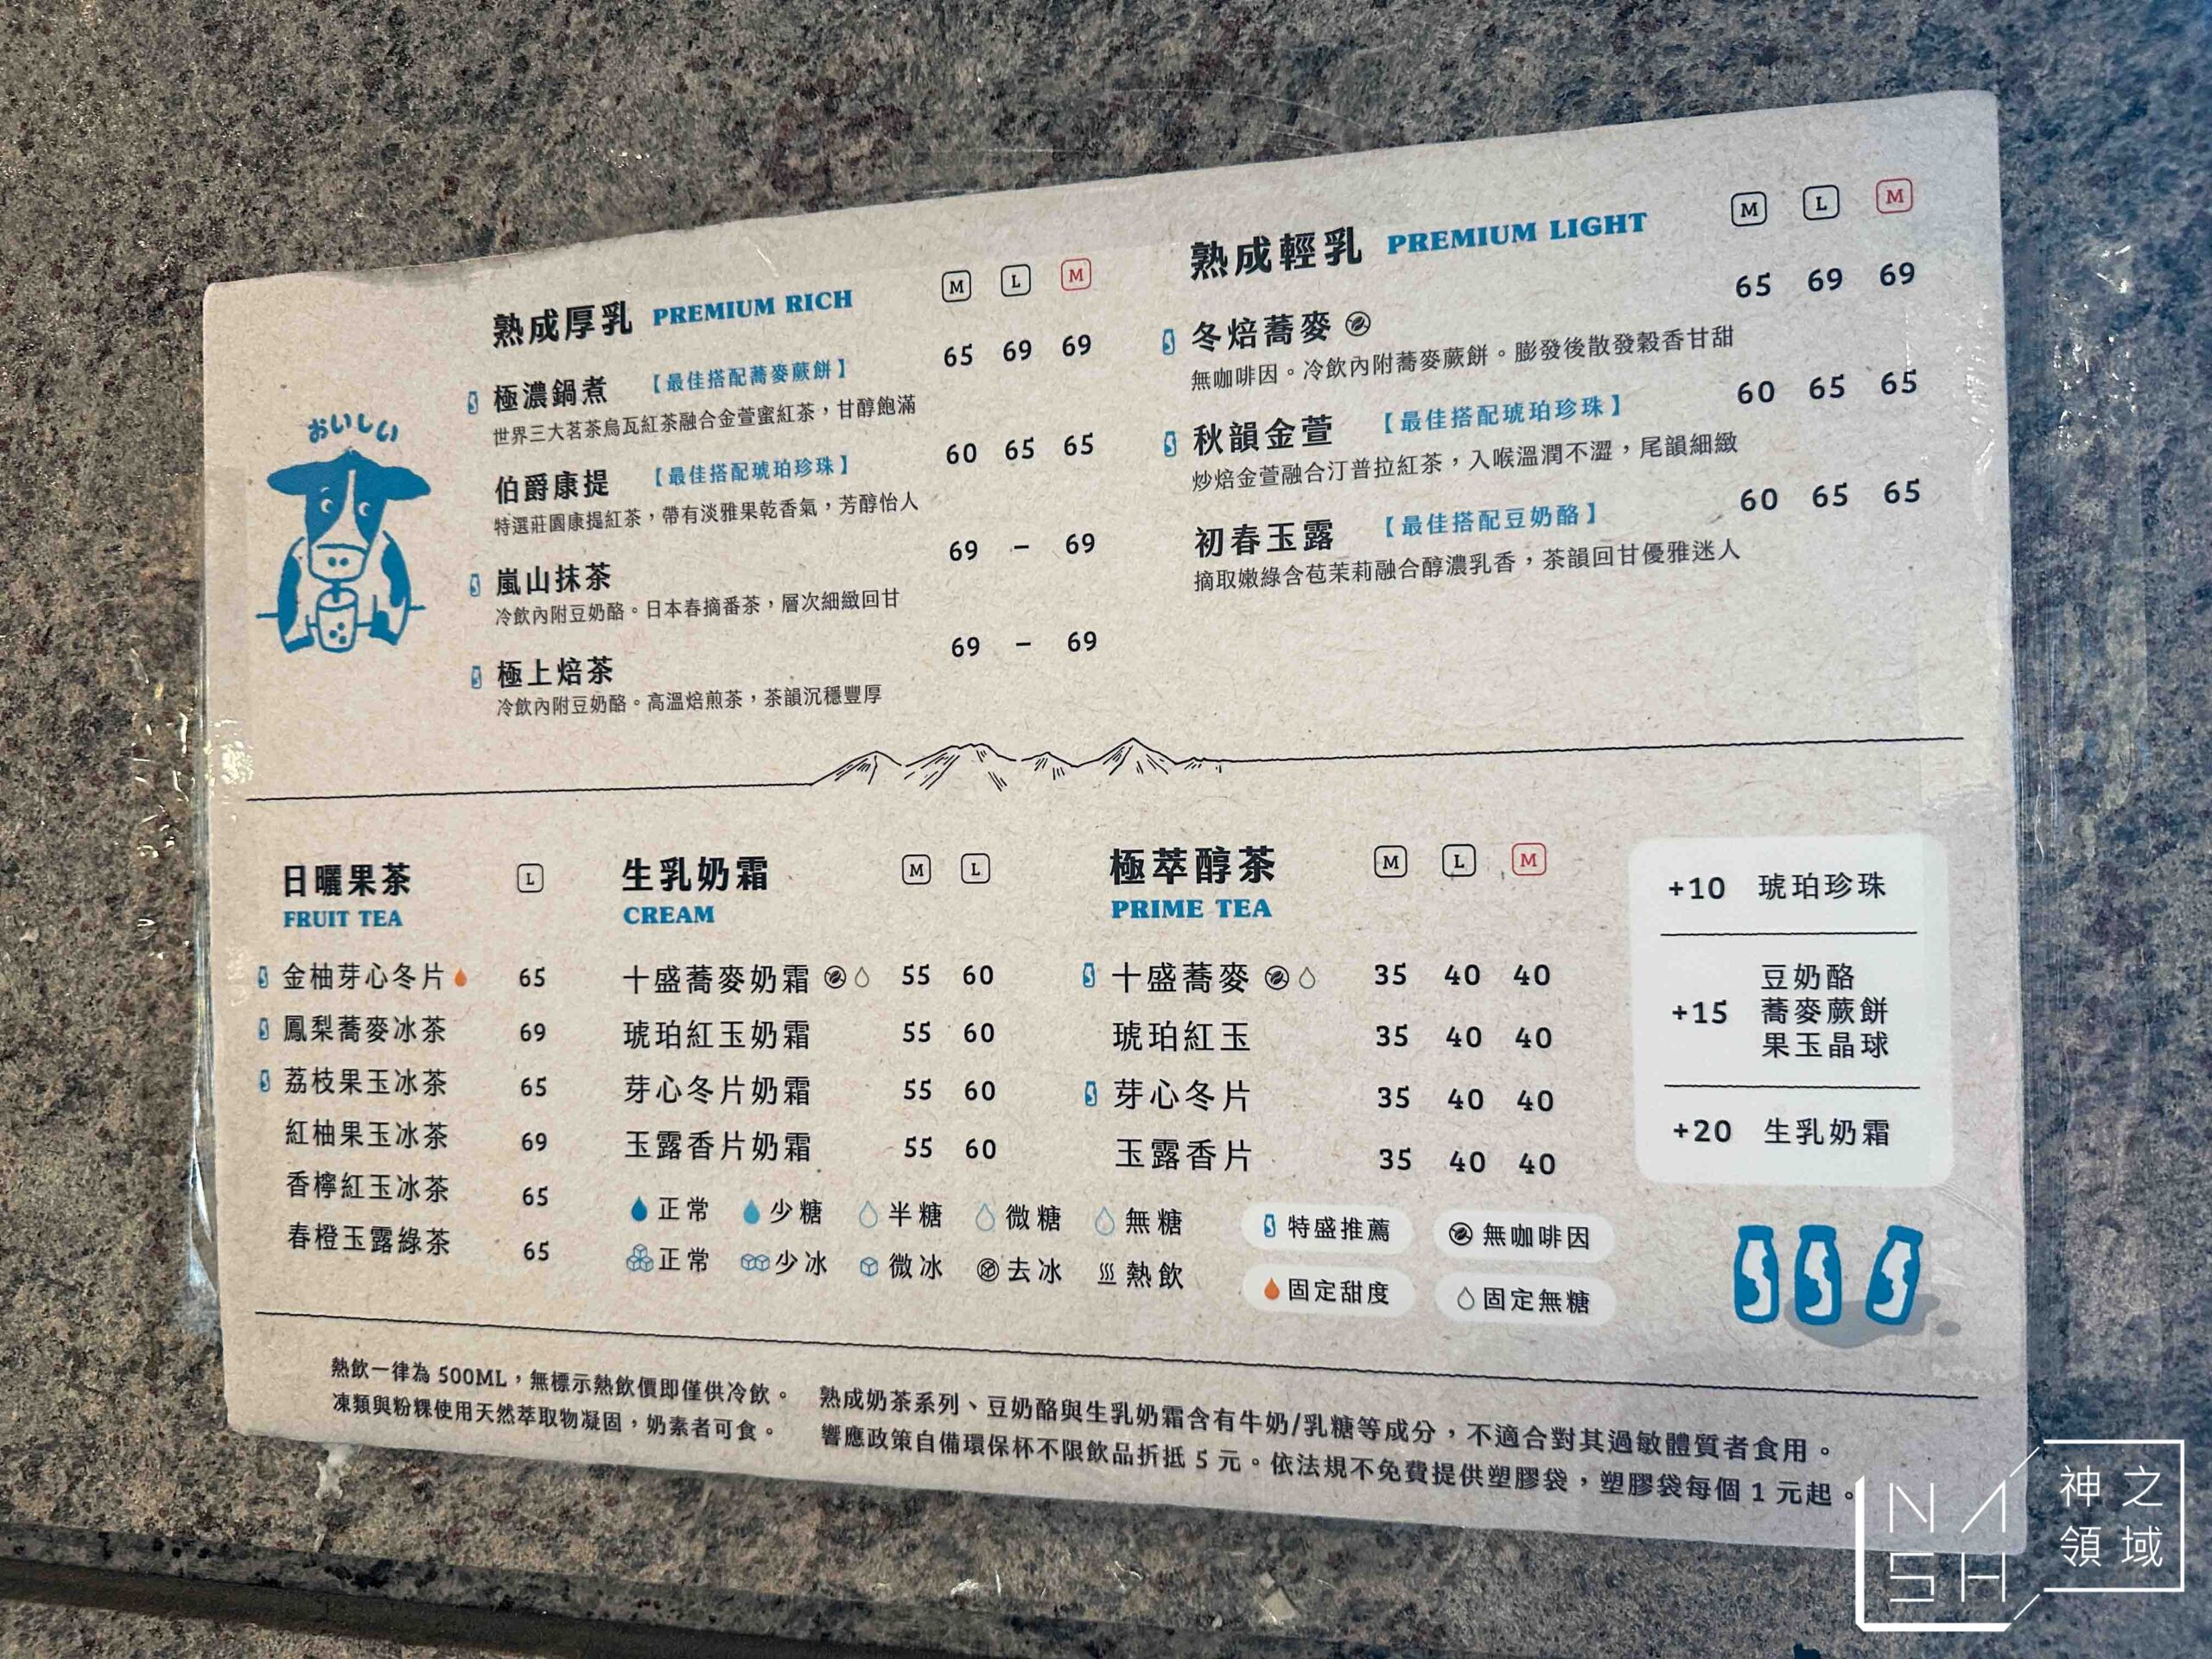 おいしい
熟成厚乳 PREMIUM RICH M L M
極濃鍋煮 【最佳搭配蕎麥蕨餅】 65 69 69
世界三大茗茶烏瓦紅茶融合金萱蜜紅茶，甘醇飽滿
伯爵康提 【最佳搭配琥珀珍珠】 60 65 65
特選莊園康提紅茶，帶有淡雅果乾香氣，芳醇怡人
嵐山抹茶 69 – 69
冷飲內附豆奶酪。日本春摘番茶，層次細緻回甘
極上焙茶 69 – 69
冷飲內附豆奶酪。高溫焙煎茶，茶韻沉穩豐厚
熟成輕乳 PREMIUM LIGHT M L M
冬焙蕎麥 65 69 69
無咖啡因。冷飲內附蕎麥蕨餅。膨發後散發穀香甘甜
秋韻金萱 【最佳搭配琥珀珍珠】 60 65 65
炒焙金萱融合汀普拉紅茶，入喉溫潤不澀，尾韻細緻
初春玉露 【最佳搭配豆奶酪】 60 65 65
摘取嫩綠含苞茉莉融合醇濃乳香，茶韻回甘優雅迷人
日曬果茶 L
FRUIT TEA
金柚芽心冬片 65
鳳梨蕎麥冰茶 69
荔枝果玉冰茶 65
紅柚果玉冰茶 69
香檸紅玉冰茶 65
春橙玉露綠茶 65
生乳奶霜 M L
CREAM
十盛蕎麥奶霜 55 60
琥珀紅玉奶霜 55 60
芽心冬片奶霜 55 60
玉露香片奶霜 55 60
極萃醇茶 M L M
PRIME TEA
十盛蕎麥 35 40 40
琥珀紅玉 35 40 40
芽心冬片 35 40 40
玉露香片 35 40 40
+10 琥珀珍珠
豆奶酪
+15 蕎麥蕨餅
果玉晶球
+20 生乳奶霜
正常 少糖 半糖 微糖 無糖
正常 少冰 微冰 去冰 熱飲
特盛推薦 無咖啡因
固定甜度 固定無糖
熱飲一律為 500ML，無標示熱飲價即僅供冷飲。
凍類與粉粿使用天然萃取物凝固，奶素者可食。
熟成奶茶系列、豆奶酪與生乳奶霜含有牛奶/乳糖等成分，不適合對其過敏體質者食用。
響應政策自備環保杯不限飲品折抵 5 元。依法規不免費提供塑膠袋，塑膠袋每個 1 元起。
NA
SH
神之
領域